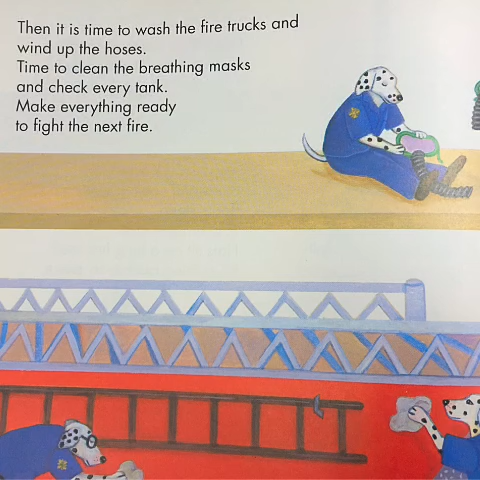 Then it is time to wash the fire trucks and
wind up the hoses.
Time to clean the breathing masks
and check every tank.
Make everything ready
to fight the next fire.